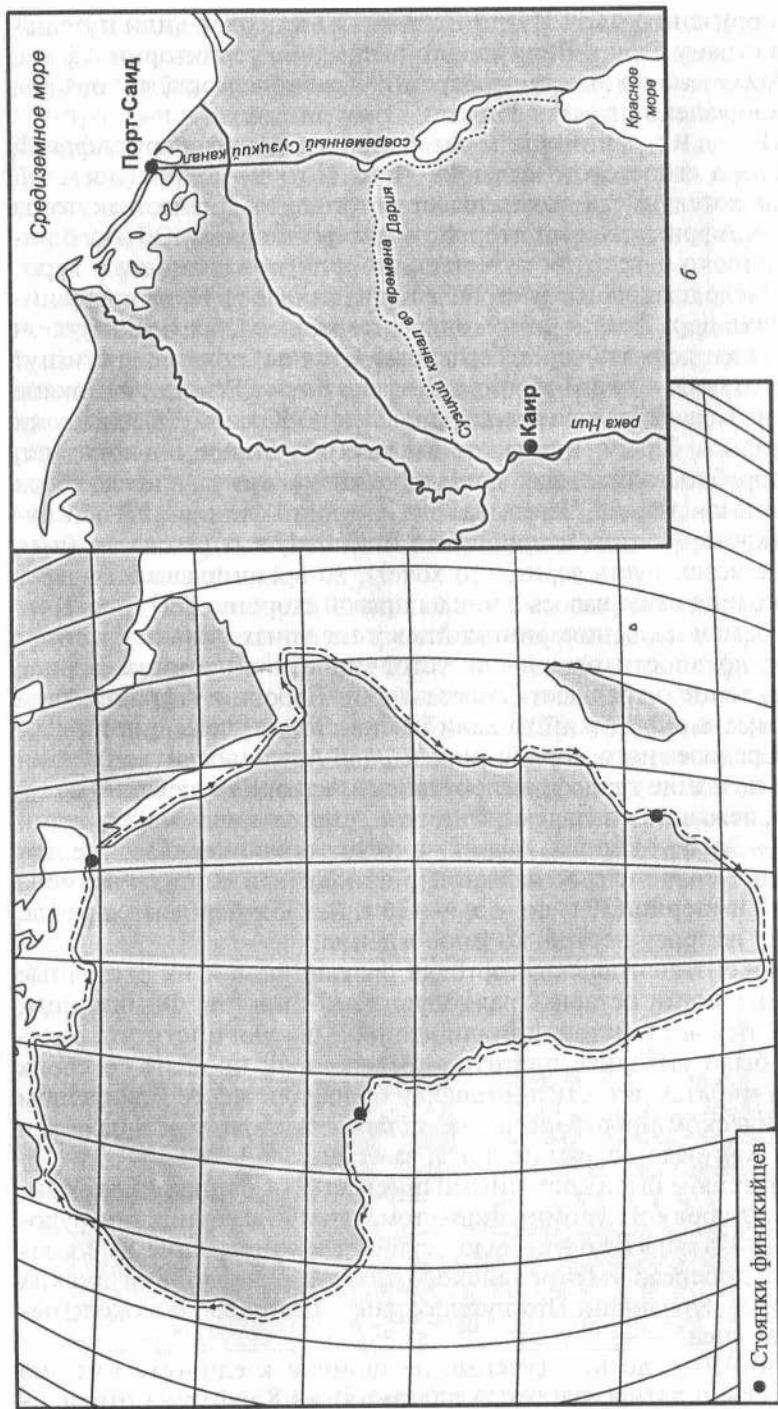 Средиземное море
Порт-Саид
современный Суэцкий канал
Суэцкий канал во времена Дария
Красное
море
Каир
река Нил
а
б
● Стоянки финикийцев